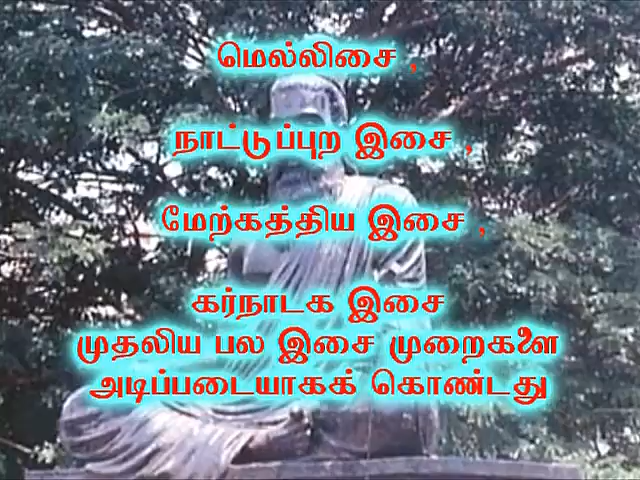 மெல்லிசை ,
நாட்டுப்புற இசை ,
மேற்கத்திய இசை ,
கர்நாடக இசை
முதலிய பல இசை முறைகளை
அடிப்படையாகக் கொண்டது